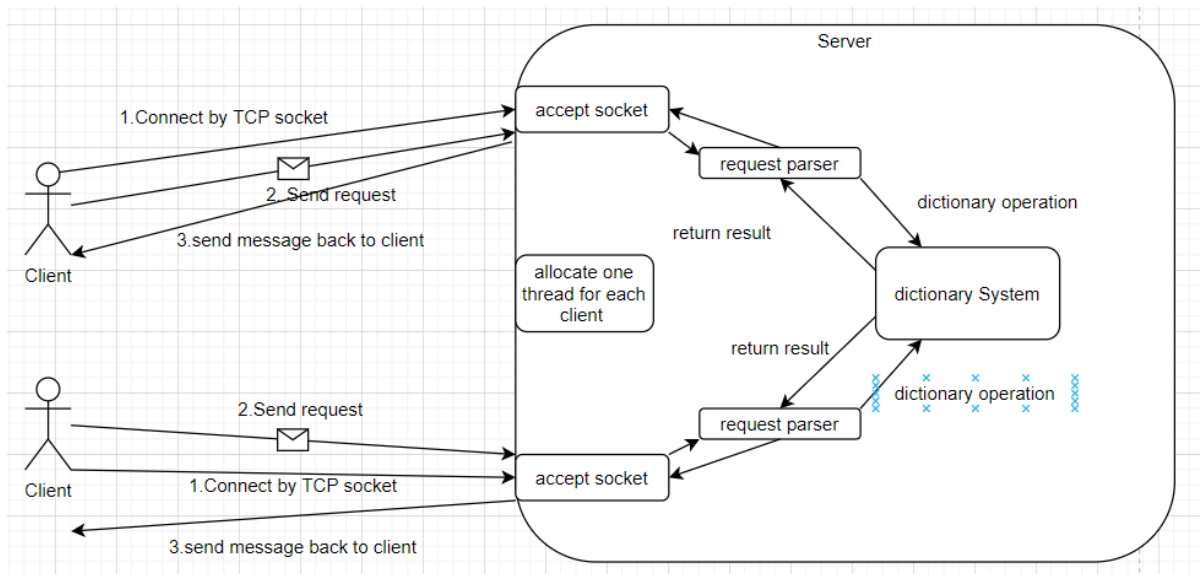 Server
1.Connect by TCP socket
accept socket
request parser
2. Send request
dictionary operation
3.send message back to client
return result
Client
allocate one
thread for each
client
dictionary System
return result
dictionary operation
2.Send request
request parser
Client
1.Connect by TCP socket
accept socket
3.send message back to client